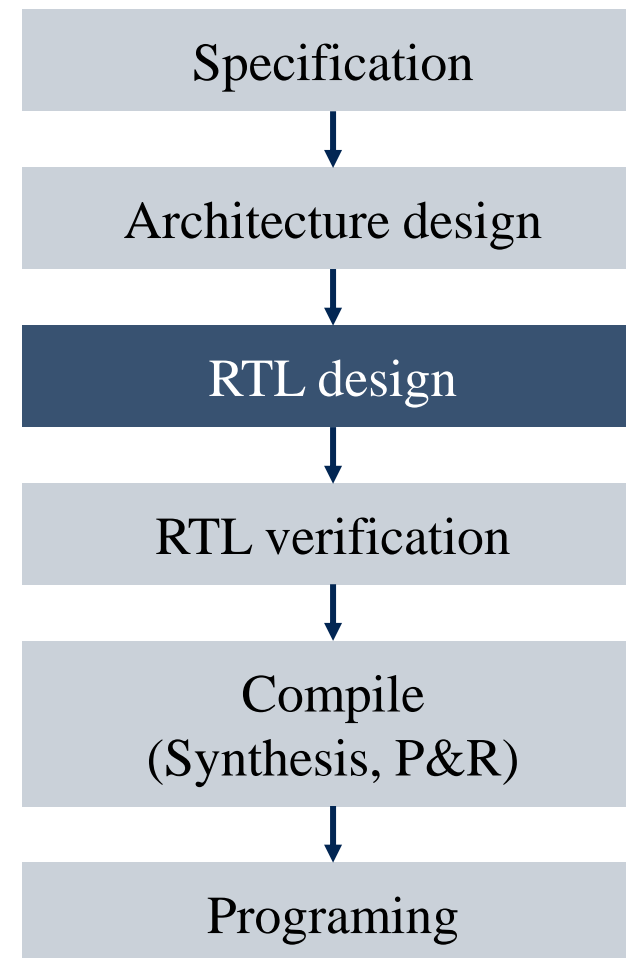 Specification
Architecture design
RTL design
RTL verification
Compile
(Synthesis, P&R)
Programing